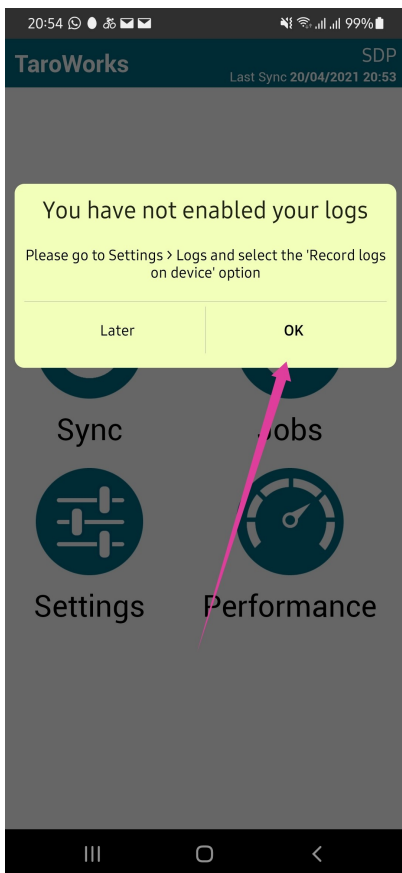 20:54 99%
TaroWorks SDP
Last Sync 20/04/2021 20:53
You have not enabled your logs
Please go to Settings > Logs and select the 'Record logs
on device' option
Later OK
Sync Jobs
Settings Performance